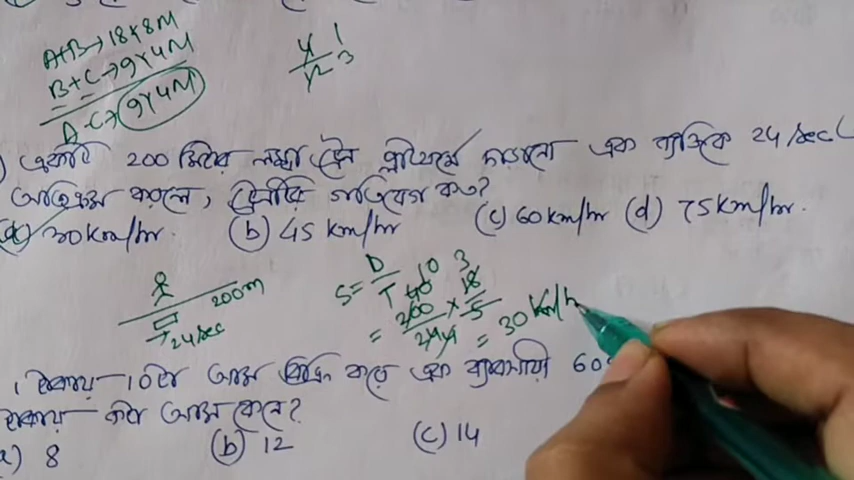 A+B→18×8M
B+C→9×4M
A-C→9×4M
4 1
12 3
একটি 200 মিটার লম্বা ট্রেন প্লাটফর্মে দাড়ানো এক ব্যক্তিকে 24/sec
অতিক্রম করলে, ট্রেনটির গতিবেগ কত?
(a) 30km/hr. (b) 45 km/hr (c) 60km/hr (d) 75km/hr.
200m
24sec
S = D/T
= 200/24 × 18/5 = 30 km/h
টাকায় 10টা আম বিক্রি করে এক ব্যবসায়ী 60
টাকায় কটা আম কেনে?
8 (b) 12 (c) 14